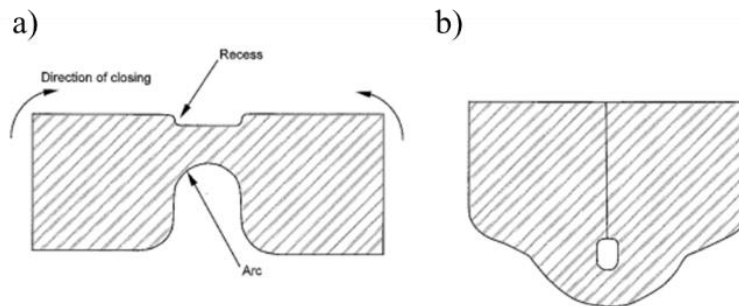 a)
b)
Recess
Direction of closing
Arc